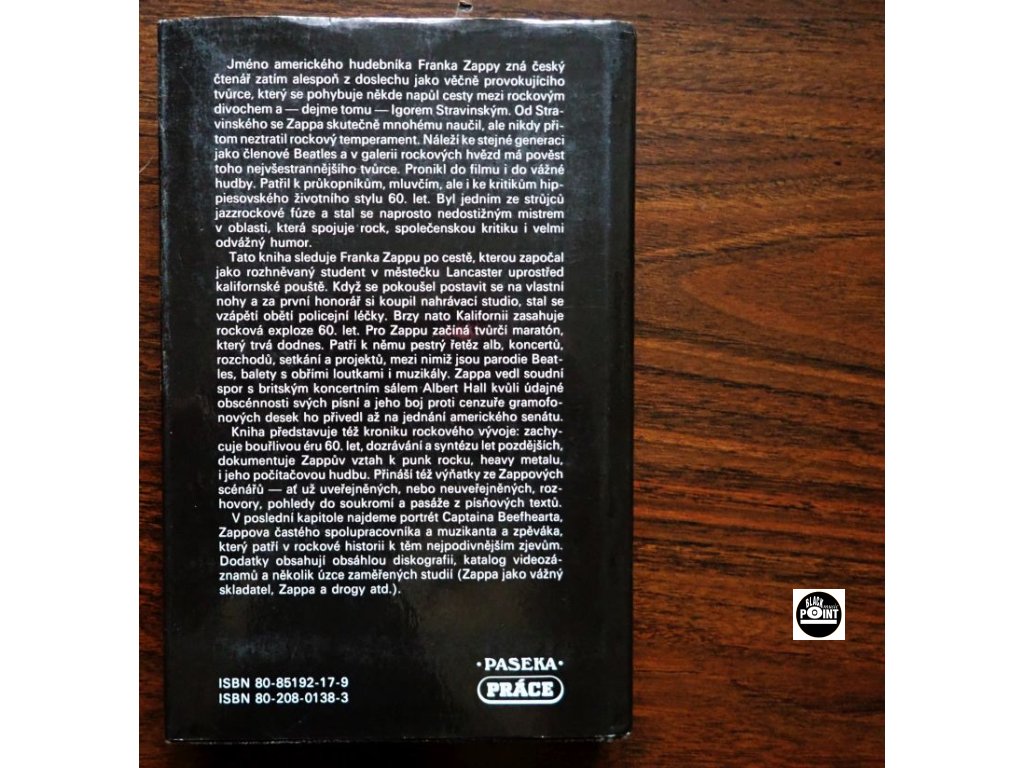 Jméno amerického hudebníka Franka Zappy zná český
čtenář zatím alespoň z doslechu jako věčně provokujícího
tvůrce, který se pohybuje někde napůl cesty mezi rockovým
divochem a — dejme tomu — Igorem Stravinským. Od Stra-
vinského se Zappa skutečně mnohému naučil, ale nikdy při-
tom neztratil rockový temperament. Náleží ke stejné generaci
jako členové Beatles a v galerii rockových hvězd má pověst
toho nejvšestrannějšího tvůrce. Pronikl do filmu i do vážné
hudby. Patřil k průkopníkům, mluvčím, ale i ke kritikům hip-
piesovského životního stylu 60. let. Byl jedním ze strůjců
jazzrockové fúze a stal se naprosto nedostižným mistrem
v oblasti, která spojuje rock, společenskou kritiku i velmi
odvážný humor.
Tato kniha sleduje Franka Zappu po cestě, kterou započal
jako rozhněvaný student v městečku Lancaster uprostřed
kalifornské pouště. Když se pokoušel postavit se na vlastní
nohy a za první honorář si koupil nahrávací studio, stal se
vzápětí obětí policejní léčky. Brzy nato Kalifornii zasahuje
rocková exploze 60. let. Pro Zappu začíná tvůrčí maratón,
který trvá dodnes. Patří k němu pestrý řetěz alb, koncertů,
rozchodů, setkání a projektů, mezi nimiž jsou parodie Beat-
les, balety s obřími loutkami i muzikály. Zappa vedl soudní
spor s britským koncertním sálem Albert Hall kvůli údajné
obscénnosti svých písní a jeho boj proti cenzuře gramofo-
nových desek ho přivedl až na jednání amerického senátu.
Kniha představuje též kroniku rockového vývoje: zachy-
cuje bouřlivou éru 60. let, dozrávání a syntézu let pozdějších,
dokumentuje Zappův vztah k punk rocku, heavy metalu,
i jeho počítačovou hudbu. Přináší též výňatky ze Zappových
scénářů — ať už uveřejněných, nebo neuveřejněných, roz-
hovory, pohledy do soukromí a pasáže z písňových textů.
V poslední kapitole najdeme portrét Captaina Beefhearta,
Zappova častého spolupracovníka a muzikanta a zpěváka,
který patří v rockové historii k těm nejpodivnějším zjevům.
Dodatky obsahují obsáhlou diskografii, katalog videozá-
znamů a několik úzce zaměřených studií (Zappa jako vážný
skladatel, Zappa a drogy atd.).
·PASEKA·
PRÁCE
ISBN 80-85192-17-9
ISBN 80-208-0138-3
BLACK
music
POINT